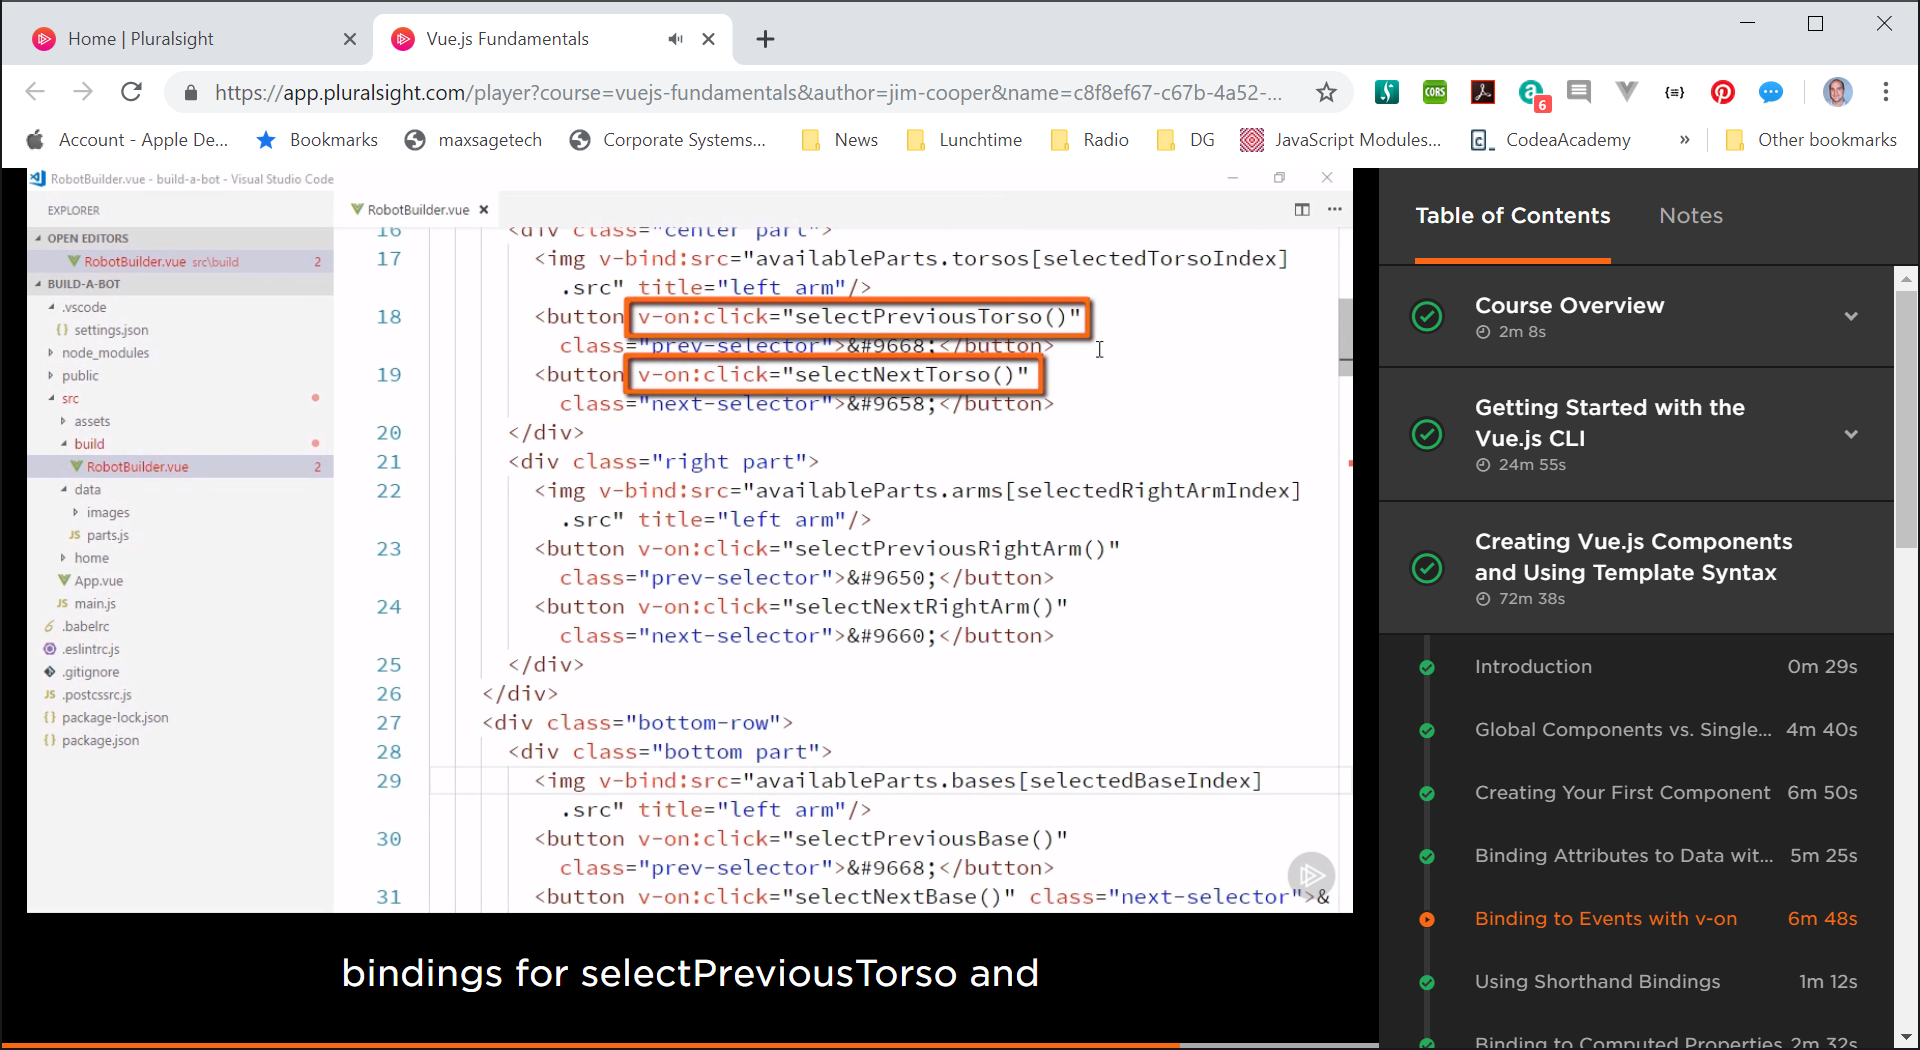 Home | Pluralsight
Vue.js Fundamentals
https://app.pluralsight.com/player?course=vuejs-fundamentals&author=jim-cooper&name=c8f8ef67-c67b-4a52-...
CORS
6
{≡}
Account - Apple De...
Bookmarks
maxsagetech
Corporate Systems...
News
Lunchtime
Radio
DG
JavaScript Modules...
CodeaAcademy
»
Other bookmarks
RobotBuilder.vue - build-a-bot - Visual Studio Code
EXPLORER
OPEN EDITORS
RobotBuilder.vue src\build 2
BUILD-A-BOT
.vscode
{} settings.json
node_modules
public
src
assets
build
RobotBuilder.vue 2
data
images
JS parts.js
home
App.vue
JS main.js
.babelrc
.eslintrc.js
.gitignore
JS .postcssrc.js
{} package-lock.json
{} package.json
RobotBuilder.vue
16 <div class="center part">
17 <img v-bind:src="availableParts.torsos[selectedTorsoIndex]
.src" title="left arm"/>
18 <button v-on:click="selectPreviousTorso()"
class="prev-selector">&#9668;</button>
19 <button v-on:click="selectNextTorso()"
class="next-selector">&#9658;</button>
20 </div>
21 <div class="right part">
22 <img v-bind:src="availableParts.arms[selectedRightArmIndex]
.src" title="left arm"/>
23 <button v-on:click="selectPreviousRightArm()"
class="prev-selector">&#9650;</button>
24 <button v-on:click="selectNextRightArm()"
class="next-selector">&#9660;</button>
25 </div>
26 </div>
27 <div class="bottom-row">
28 <div class="bottom part">
29 <img v-bind:src="availableParts.bases[selectedBaseIndex]
.src" title="left arm"/>
30 <button v-on:click="selectPreviousBase()"
class="prev-selector">&#9668;</button>
31 <button v-on:click="selectNextBase()" class="next-selector">&
bindings for selectPreviousTorso and
Table of Contents
Notes
Course Overview
2m 8s
Getting Started with the
Vue.js CLI
24m 55s
Creating Vue.js Components
and Using Template Syntax
72m 38s
Introduction 0m 29s
Global Components vs. Single... 4m 40s
Creating Your First Component 6m 50s
Binding Attributes to Data wit... 5m 25s
Binding to Events with v-on 6m 48s
Using Shorthand Bindings 1m 12s
Binding to Computed Properties 2m 32s